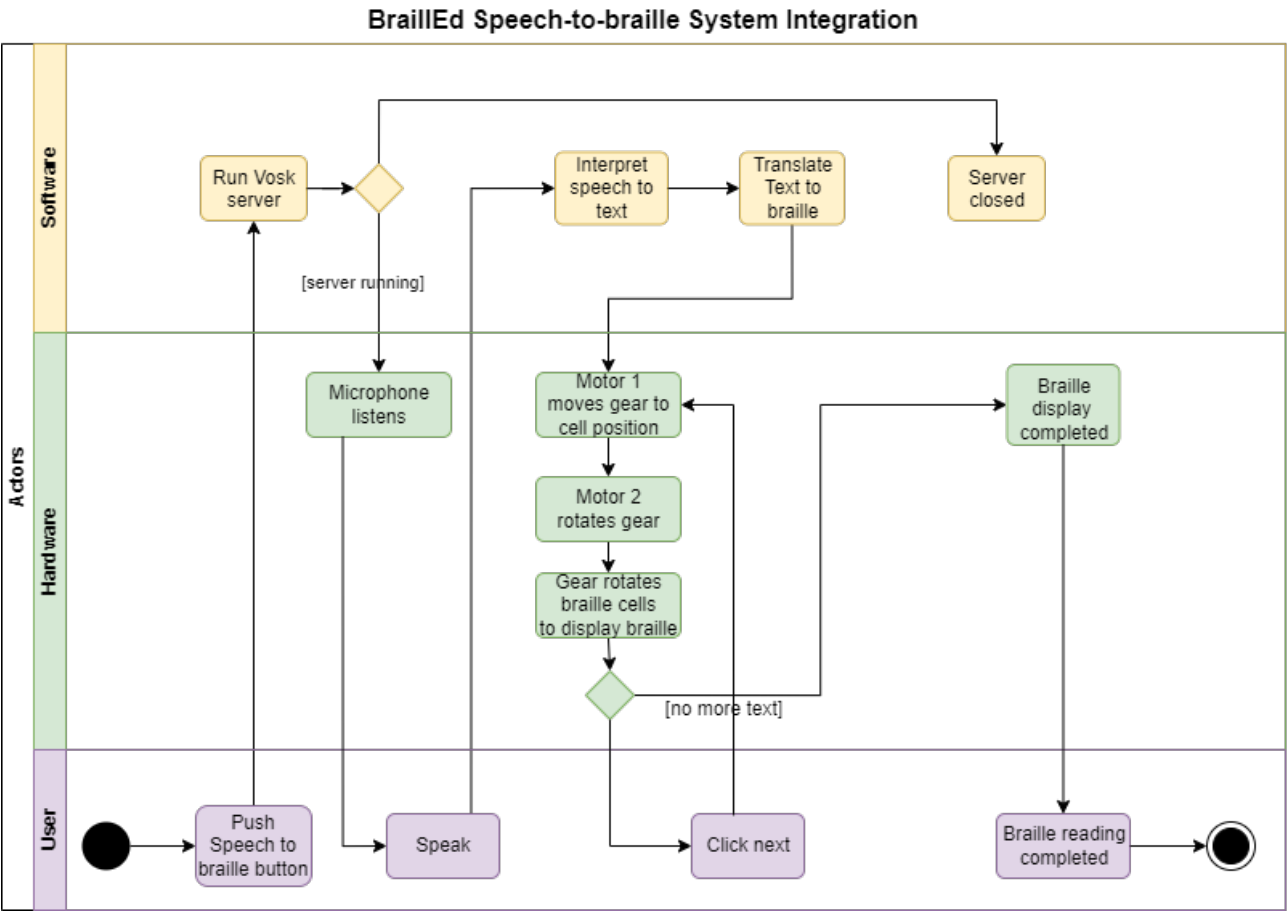 BraillEd Speech-to-braille System Integration
Actors
Software
Run Vosk
server
Interpret
speech to
text
Translate
Text to
braille
Server
closed
[server running]
Hardware
Microphone
listens
Motor 1
moves gear to
cell position
Braille
display
completed
Motor 2
rotates gear
Gear rotates
braille cells
to display braille
[no more text]
User
Push
Speech to
braille button
Speak
Click next
Braille reading
completed